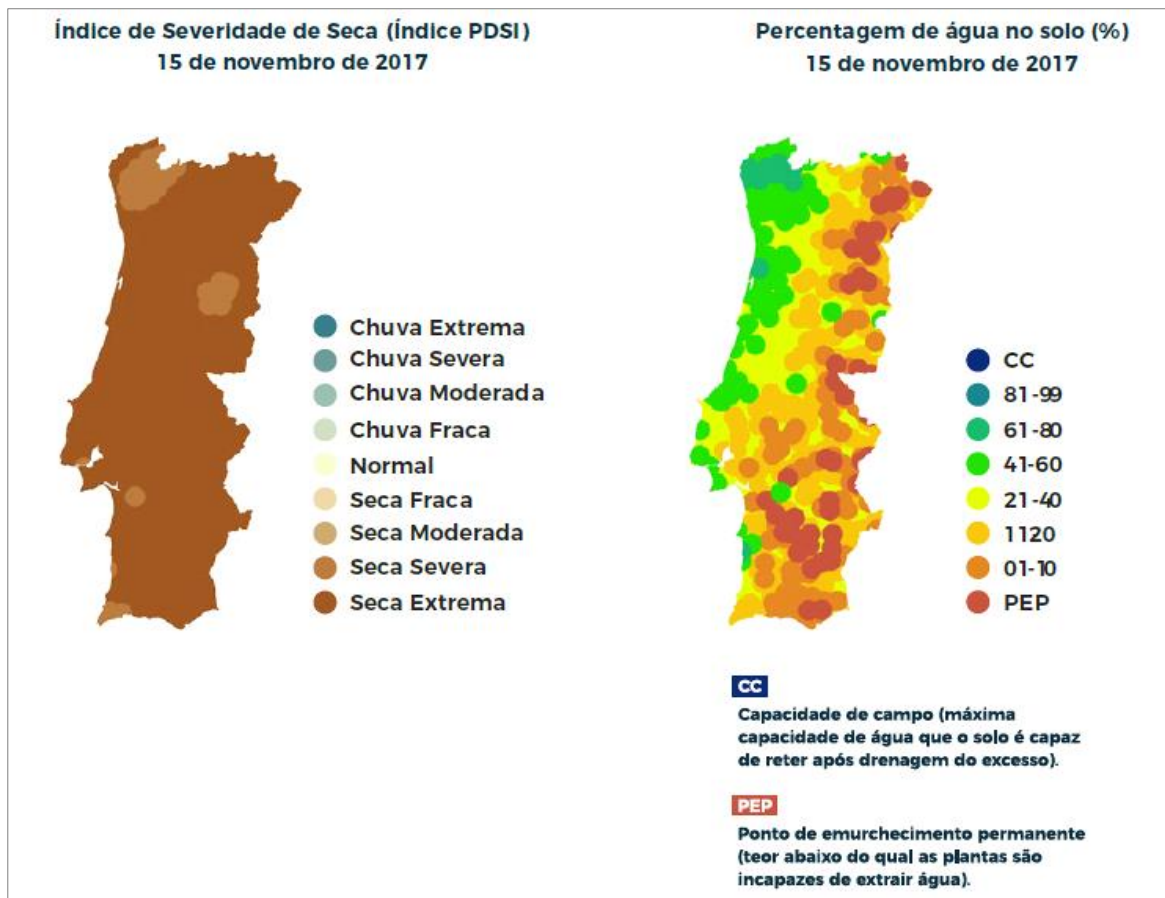 Índice de Severidade de Seca (Índice PDSI)
15 de novembro de 2017
Chuva Extrema
Chuva Severa
Chuva Moderada
Chuva Fraca
Normal
Seca Fraca
Seca Moderada
Seca Severa
Seca Extrema
Percentagem de água no solo (%)
15 de novembro de 2017
CC
81-99
61-80
41-60
21-40
1120
01-10
PEP
CC
Capacidade de campo (máxima
capacidade de água que o solo é capaz
de reter após drenagem do excesso).
PEP
Ponto de emurchecimento permanente
(teor abaixo do qual as plantas são
incapazes de extrair água).